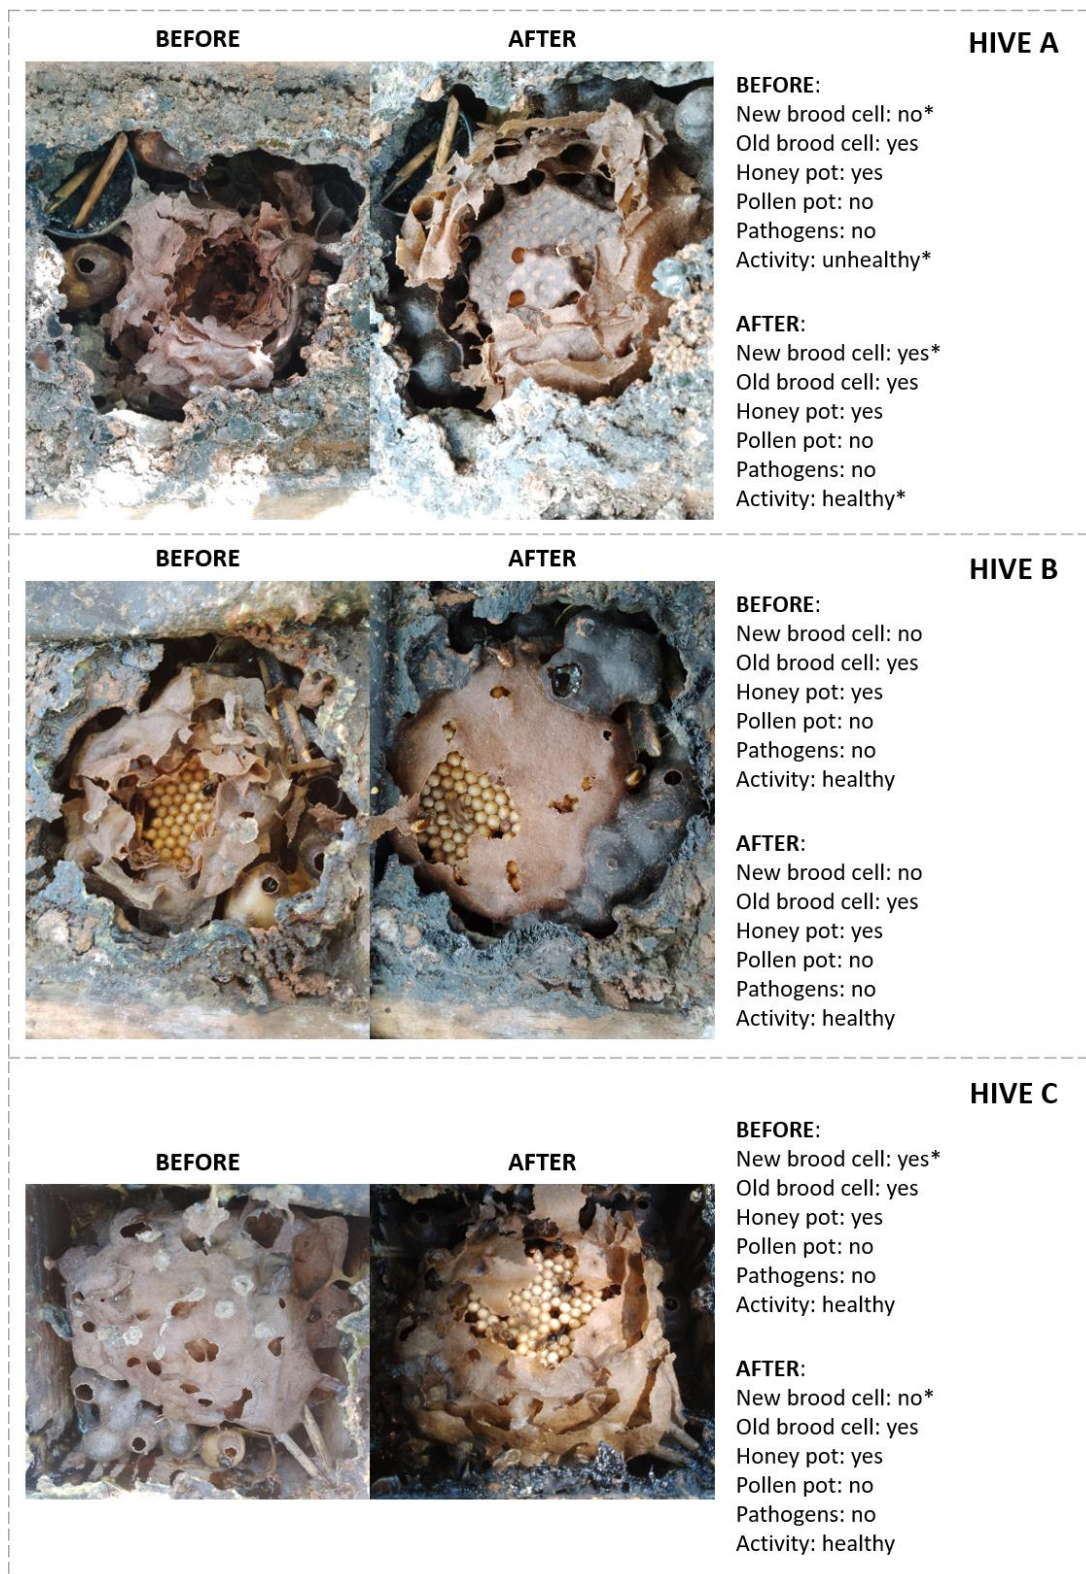 HIVE A
BEFORE
AFTER
BEFORE:
New brood cell: no*
Old brood cell: yes
Honey pot: yes
Pollen pot: no
Pathogens: no
Activity: unhealthy*
AFTER:
New brood cell: yes*
Old brood cell: yes
Honey pot: yes
Pollen pot: no
Pathogens: no
Activity: healthy*
HIVE B
BEFORE
AFTER
BEFORE:
New brood cell: no
Old brood cell: yes
Honey pot: yes
Pollen pot: no
Pathogens: no
Activity: healthy
AFTER:
New brood cell: no
Old brood cell: yes
Honey pot: yes
Pollen pot: no
Pathogens: no
Activity: healthy
HIVE C
BEFORE
AFTER
BEFORE:
New brood cell: yes*
Old brood cell: yes
Honey pot: yes
Pollen pot: no
Pathogens: no
Activity: healthy
AFTER:
New brood cell: no*
Old brood cell: yes
Honey pot: yes
Pollen pot: no
Pathogens: no
Activity: healthy